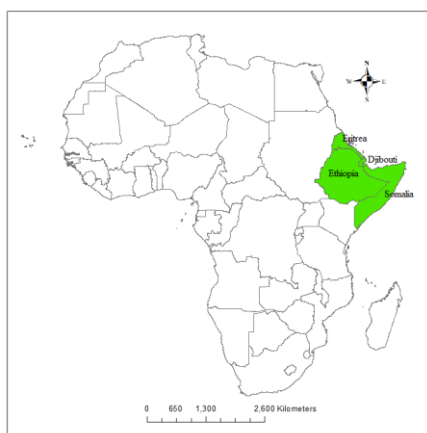 N
W E
S
Eritrea
Djibouti
Ethiopia
Somalia
0 650 1,300 2,600 Kilometers